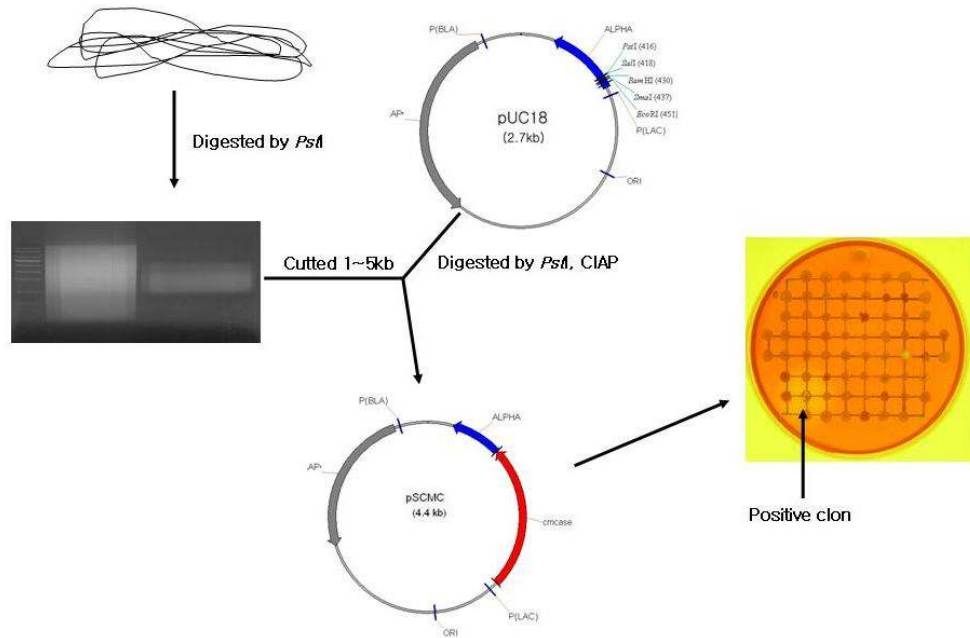 P(BLA)
ALPHA
PstI (416)
SalI (418)
BamHI (430)
SmaI (437)
EcoRI (451)
P(LAC)
APr
pUC18
(2.7kb)
ORI
Digested by PstI
Cutted 1~5kb
Digested by PstI, CIAP
P(BLA)
ALPHA
APr
pSCMC
(4.4 kb)
cmcase
P(LAC)
ORI
Positive clon